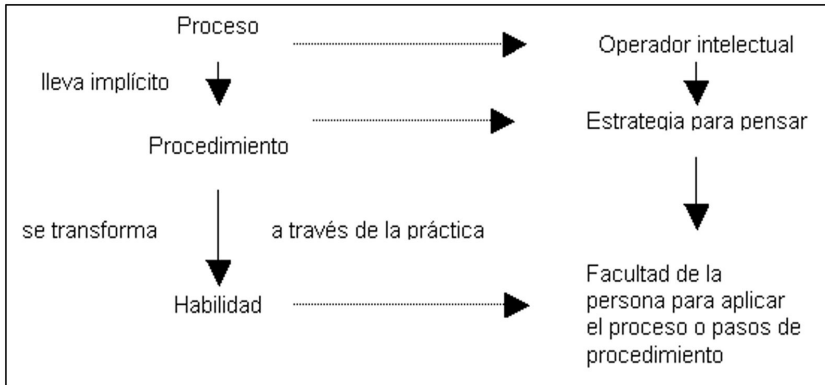 Proceso
Operador intelectual
lleva implícito
Estrategia para pensar
Procedimiento
se transforma
a través de la práctica
Habilidad
Facultad de la
persona para aplicar
el proceso o pasos de
procedimiento